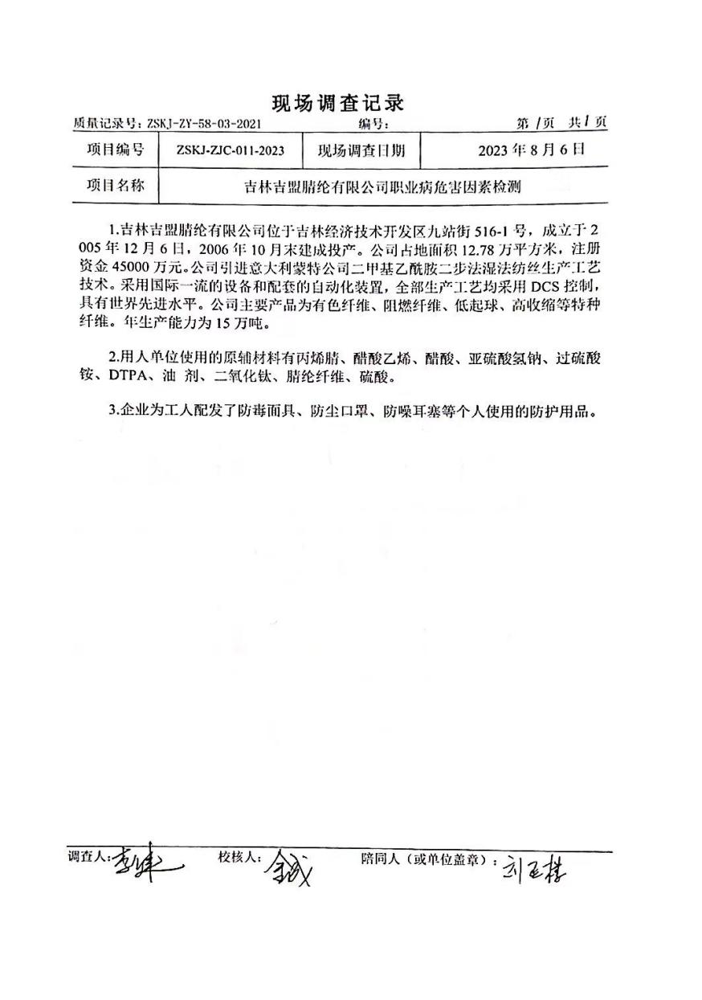 现场调查记录
质量记录号：ZSKJ-ZY-58-03-2021 编号： 第 1 页 共 1 页
项目编号 ZSKJ-ZJC-011-2023 现场调查日期 2023 年 8 月 6 日
项目名称 吉林吉盟腈纶有限公司职业病危害因素检测
1.吉林吉盟腈纶有限公司位于吉林经济技术开发区九站街 516-1 号，成立于 2
005 年 12 月 6 日，2006 年 10 月末建成投产。公司占地面积 12.78 万平方米，注册
资金 45000 万元。公司引进意大利蒙特公司二甲基乙酰胺二步法湿法纺丝生产工艺
技术。采用国际一流的设备和配套的自动化装置，全部生产工艺均采用 DCS 控制，
具有世界先进水平。公司主要产品为有色纤维、阻燃纤维、低起球、高收缩等特种
纤维。年生产能力为 15 万吨。
2.用人单位使用的原辅材料有丙烯腈、醋酸乙烯、醋酸、亚硫酸氢钠、过硫酸
铵、DTPA、油 剂、二氧化钛、腈纶纤维、硫酸。
3.企业为工人配发了防毒面具、防尘口罩、防噪耳塞等个人使用的防护用品。
调查人： 校核人： 陪同人（或单位盖章）：